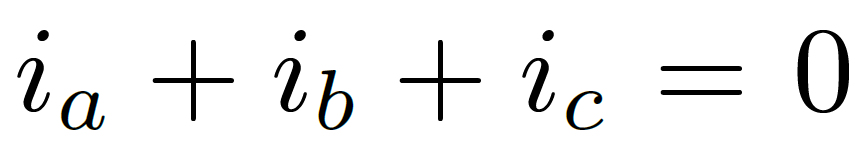 i_a + i_b + i_c = 0